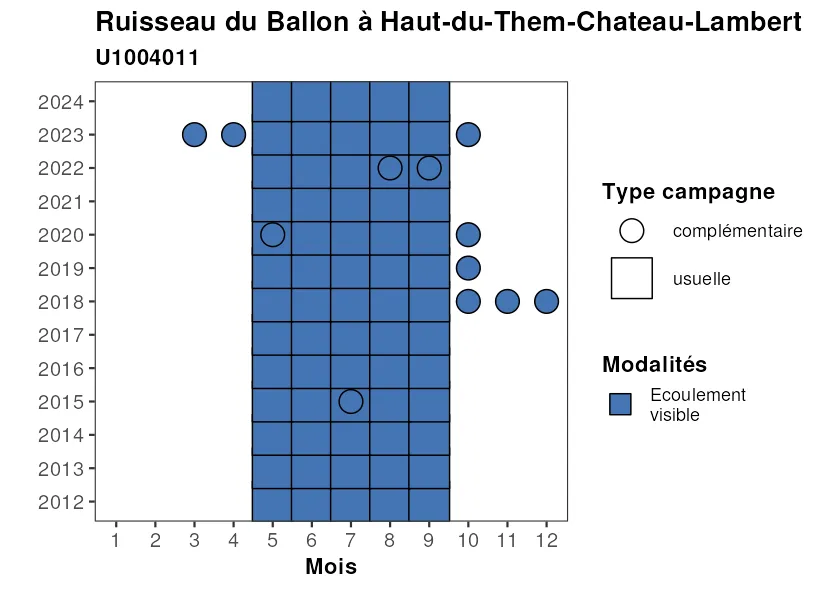 Ruisseau du Ballon à Haut-du-Them-Chateau-Lambert
U1004011
2024
2023
2022
2021
2020
2019
2018
2017
2016
2015
2014
2013
2012
1 2 3 4 5 6 7 8 9 10 11 12
Mois
Type campagne
complémentaire
usuelle
Modalités
Ecoulement
visible